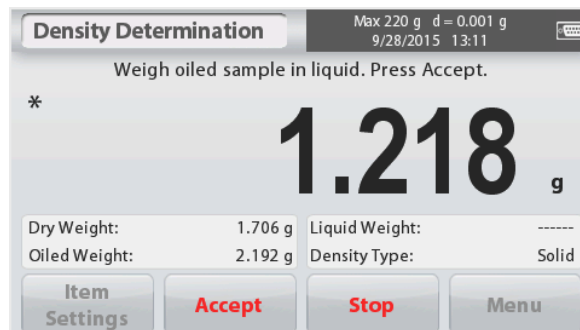 Density Determination
Max 220 g d = 0.001 g
9/28/2015 13:11
Weigh oiled sample in liquid. Press Accept.
*
1.218 g
Dry Weight: 1.706 g Liquid Weight: ------
Oiled Weight: 2.192 g Density Type: Solid
Item Settings
Accept
Stop
Menu